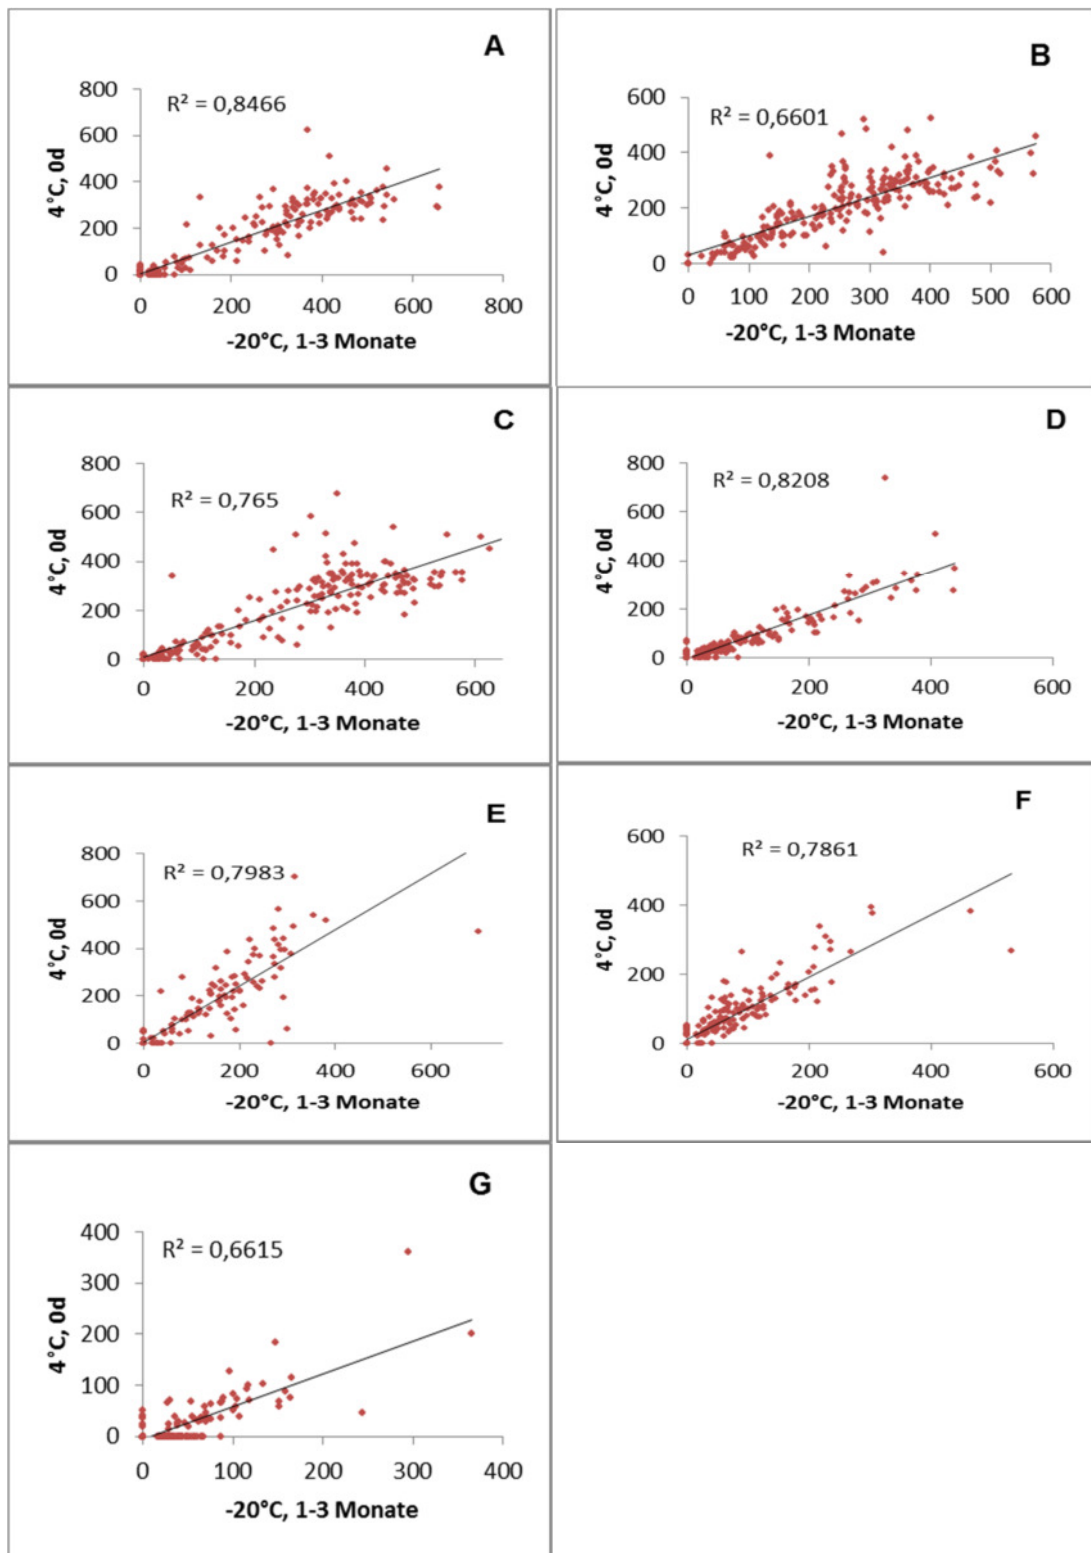 A
R² = 0,8466
800
600
400
200
0
4°C, 0d
0 200 400 600 800
-20°C, 1-3 Monate
B
R² = 0,6601
600
400
200
0
4°C, 0d
0 100 200 300 400 500 600
-20°C, 1-3 Monate
C
R² = 0,765
800
600
400
200
0
4°C, 0d
0 200 400 600
-20°C, 1-3 Monate
D
R² = 0,8208
800
600
400
200
0
4°C, 0d
0 200 400 600
-20°C, 1-3 Monate
E
R² = 0,7983
800
600
400
200
0
4°C, 0d
0 200 400 600
-20°C, 1-3 Monate
F
R² = 0,7861
600
400
200
0
4°C, 0d
0 200 400 600
-20°C, 1-3 Monate
G
R² = 0,6615
400
300
200
100
0
4°C, 0d
0 100 200 300 400
-20°C, 1-3 Monate